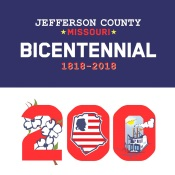 JEFFERSON COUNTY
★MISSOURI★
BICENTENNIAL
1818-2018
200